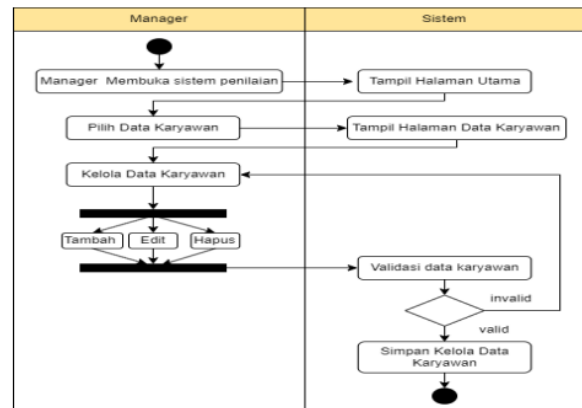 Manager
Sistem
Manager Membuka sistem penilaian
Tampil Halaman Utama
Pilih Data Karyawan
Tampil Halaman Data Karyawan
Kelola Data Karyawan
Tambah
Edit
Hapus
Validasi data karyawan
invalid
valid
Simpan Kelola Data
Karyawan